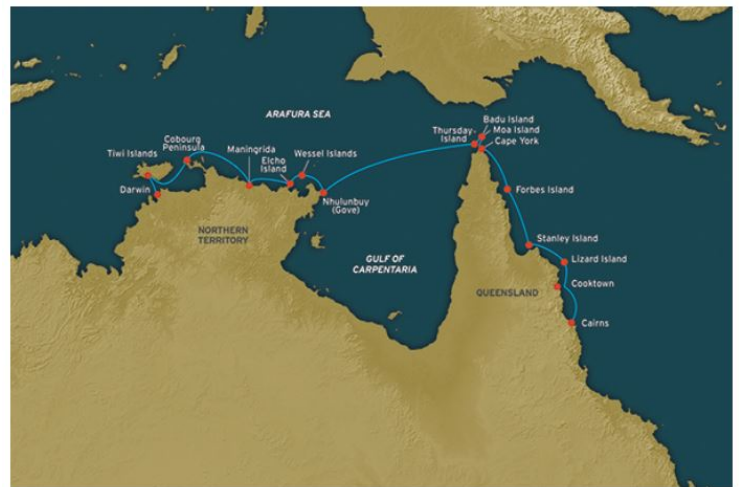 ARAFURA SEA
Badu Island
Moa Island
Thursday
Island
Cape York
Cobourg
Peninsula
Tiwi Islands
Maningrida
Elcho
Island
Wessel Islands
Darwin
Nhulunbuy
(Gove)
Forbes Island
NORTHERN
TERRITORY
Stanley Island
GULF OF
CARPENTARIA
Lizard Island
Cooktown
QUEENSLAND
Cairns